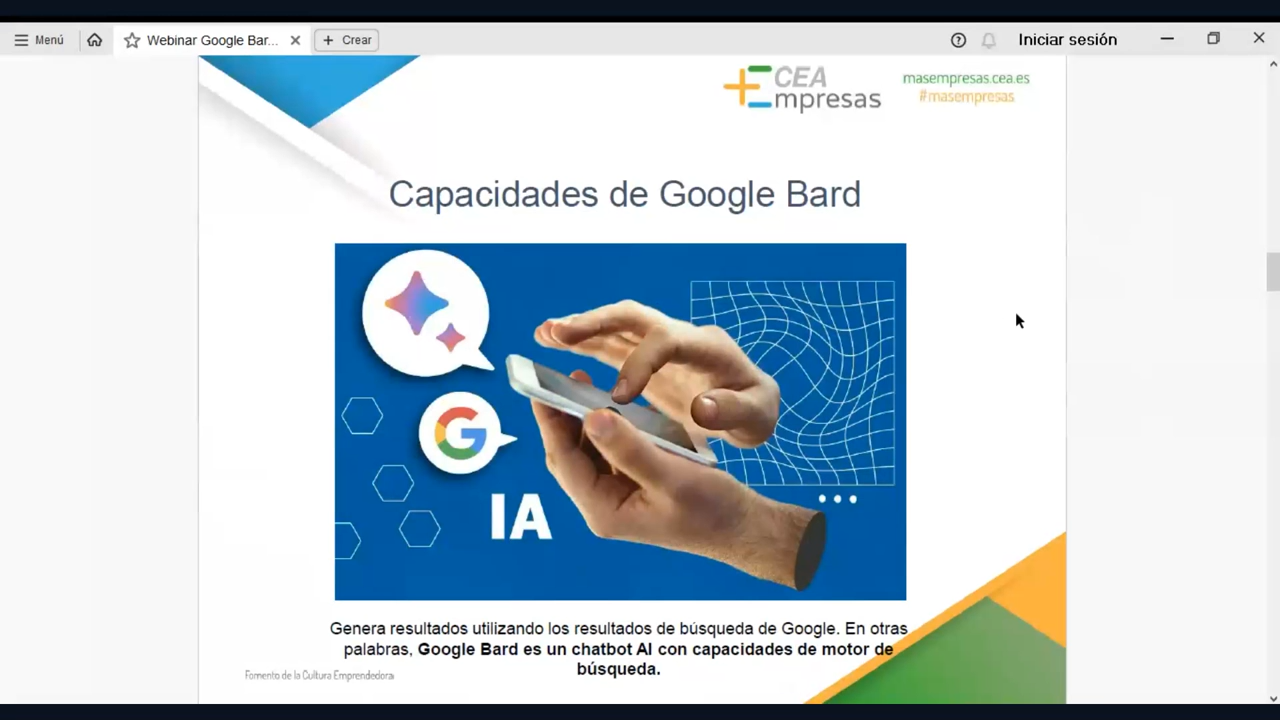 Menú
Webinar Google Bar...
Crear
Iniciar sesión
CEA
mpresas
masempresas.cea.es
#masempresas
Capacidades de Google Bard
G
IA
Genera resultados utilizando los resultados de búsqueda de Google. En otras
palabras, Google Bard es un chatbot AI con capacidades de motor de
búsqueda.
Fomento de la Cultura Emprendedora